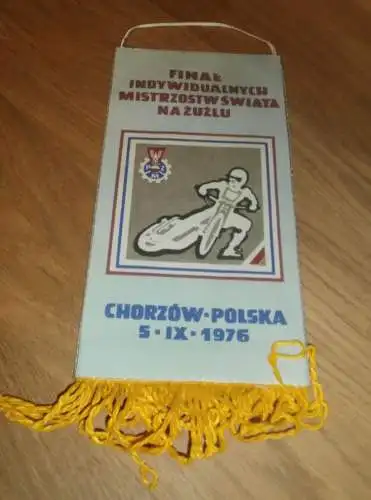 FINAŁ
INDYWIDUALNYCH
MISTRZOSTW ŚWIATA
NA ŻUŻLU
CHORZÓW·POLSKA
5·IX·1976